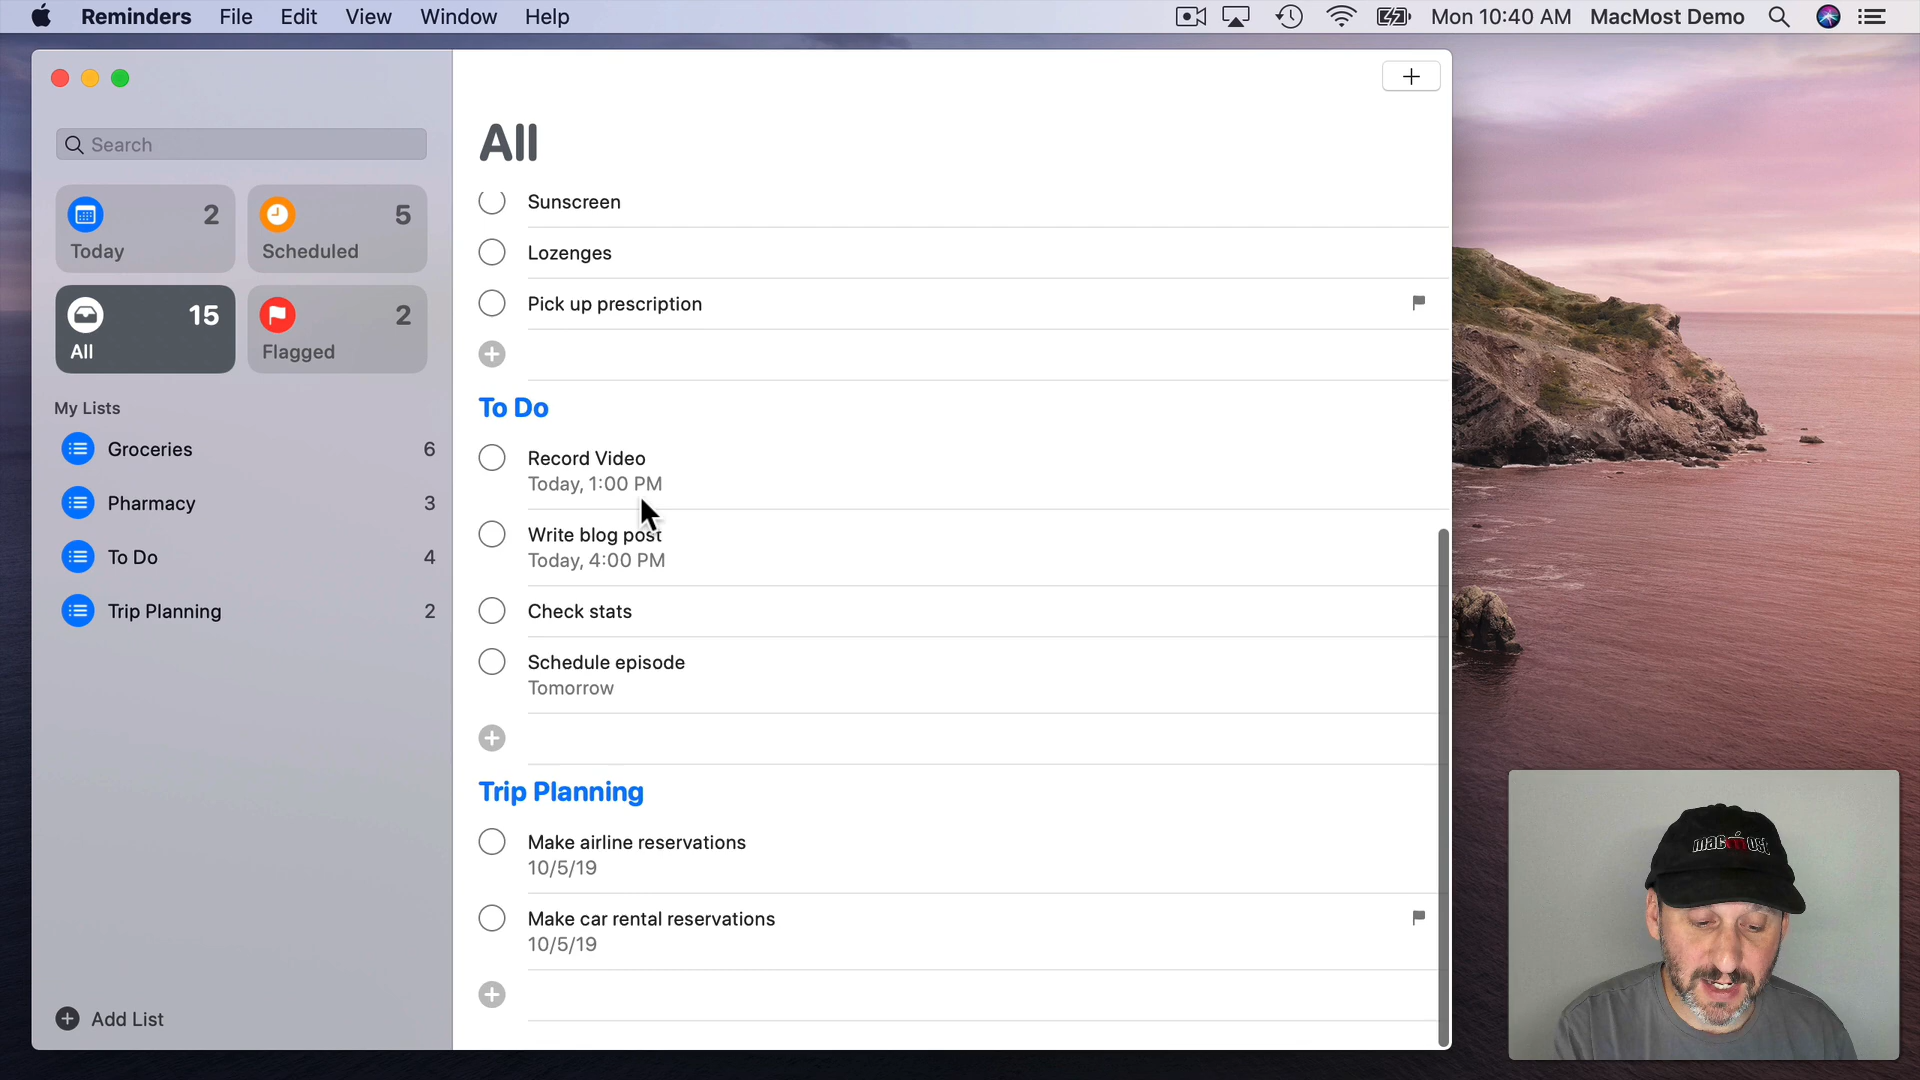 Reminders File Edit View Window Help Mon 10:40 AM MacMost Demo
Search
2
Today
5
Scheduled
15
All
2
Flagged
My Lists
Groceries 6
Pharmacy 3
To Do 4
Trip Planning 2
Add List
All
Sunscreen
Lozenges
Pick up prescription
To Do
Record Video
Today, 1:00 PM
Write blog post
Today, 4:00 PM
Check stats
Schedule episode
Tomorrow
Trip Planning
Make airline reservations
10/5/19
Make car rental reservations
10/5/19
macmost